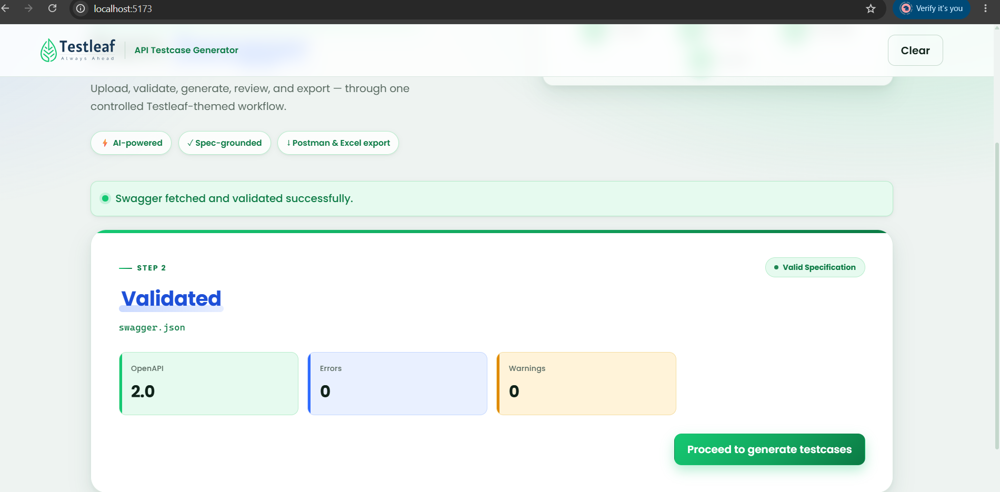 localhost:5173
Verify it's you
Testleaf
Always Ahead
API Testcase Generator
Clear
Upload, validate, generate, review, and export — through one
controlled Testleaf-themed workflow.
⚡ AI-powered
✓ Spec-grounded
↓ Postman & Excel export
Swagger fetched and validated successfully.
STEP 2
Valid Specification
Validated
swagger.json
OpenAPI
2.0
Errors
0
Warnings
0
Proceed to generate testcases